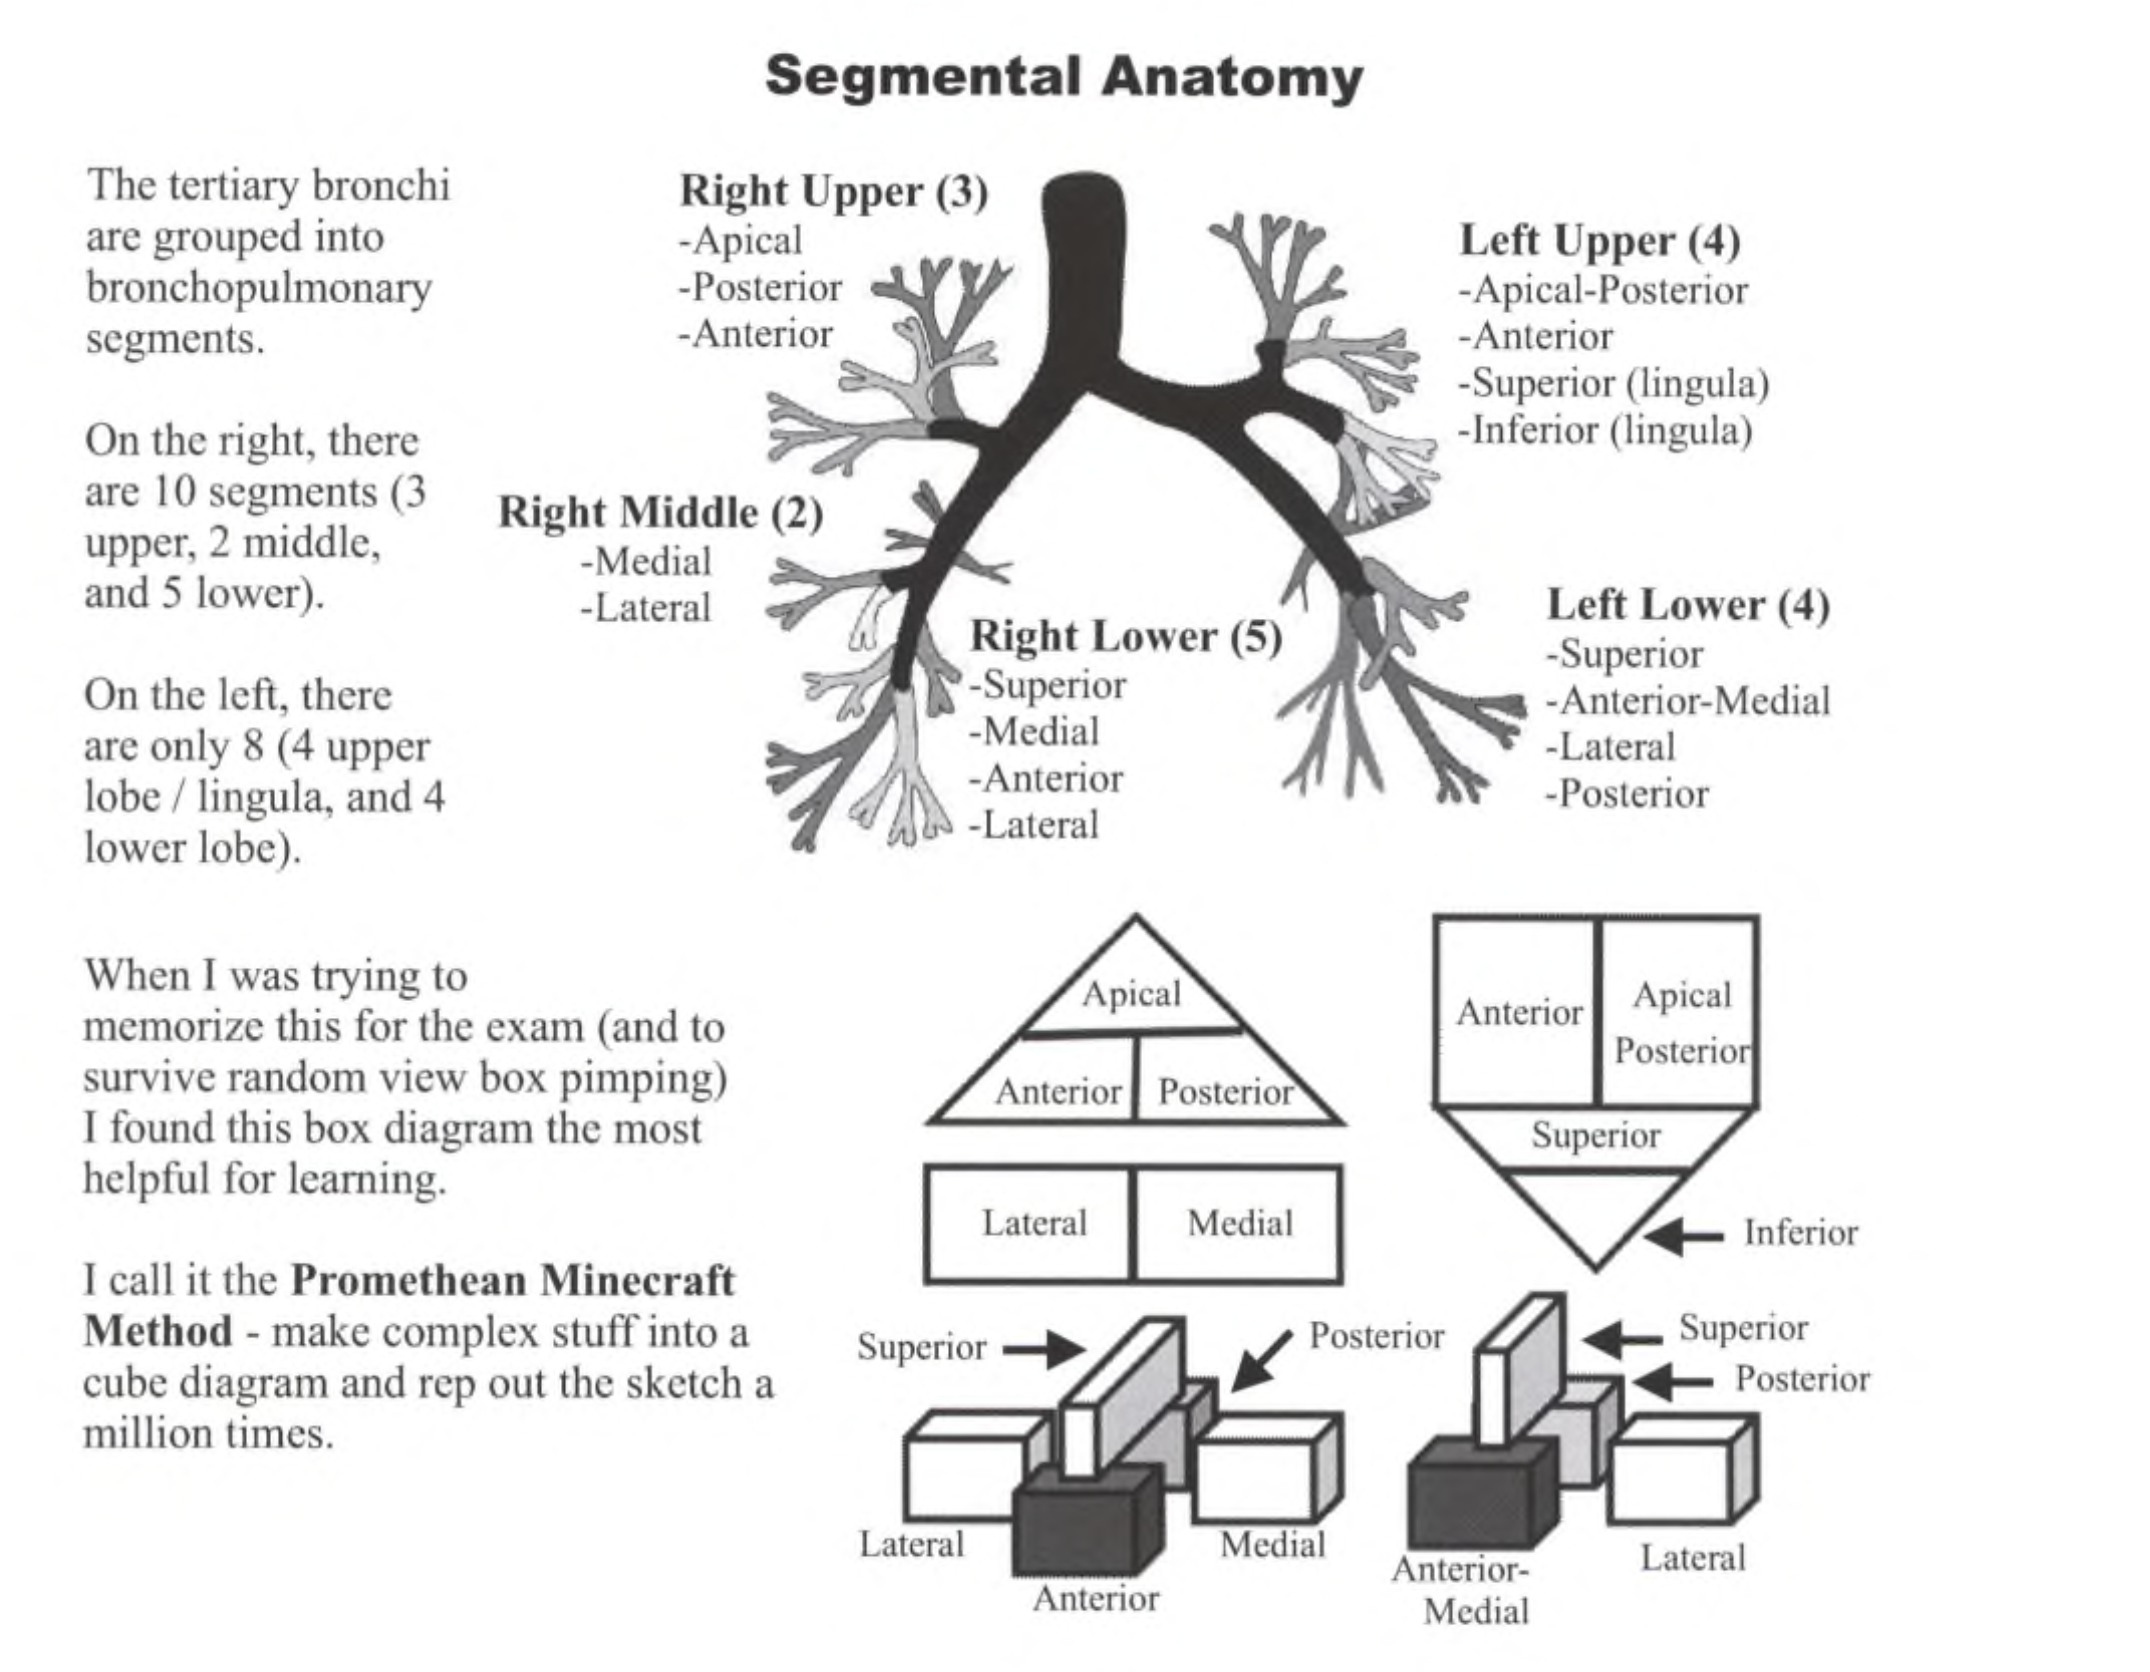 Segmental Anatomy
The tertiary bronchi
are grouped into
bronchopulmonary
segments.
On the right, there
are 10 segments (3
upper, 2 middle,
and 5 lower).
On the left, there
are only 8 (4 upper
lobe / lingula, and 4
lower lobe).
Right Upper (3)
-Apical
-Posterior
-Anterior
Left Upper (4)
-Apical-Posterior
-Anterior
-Superior (lingula)
-Inferior (lingula)
Right Middle (2)
-Medial
-Lateral
Right Lower (5)
-Superior
-Medial
-Anterior
-Lateral
Left Lower (4)
-Superior
-Anterior-Medial
-Lateral
-Posterior
When I was trying to
memorize this for the exam (and to
survive random view box pimping)
I found this box diagram the most
helpful for learning.
I call it the Promethean Minecraft
Method - make complex stuff into a
cube diagram and rep out the sketch a
million times.
Apical
Anterior
Posterior
Lateral
Medial
Anterior
Apical
Posterior
Superior
Inferior
Superior
Posterior
Lateral
Medial
Anterior
Superior
Posterior
Anterior-
Medial
Lateral